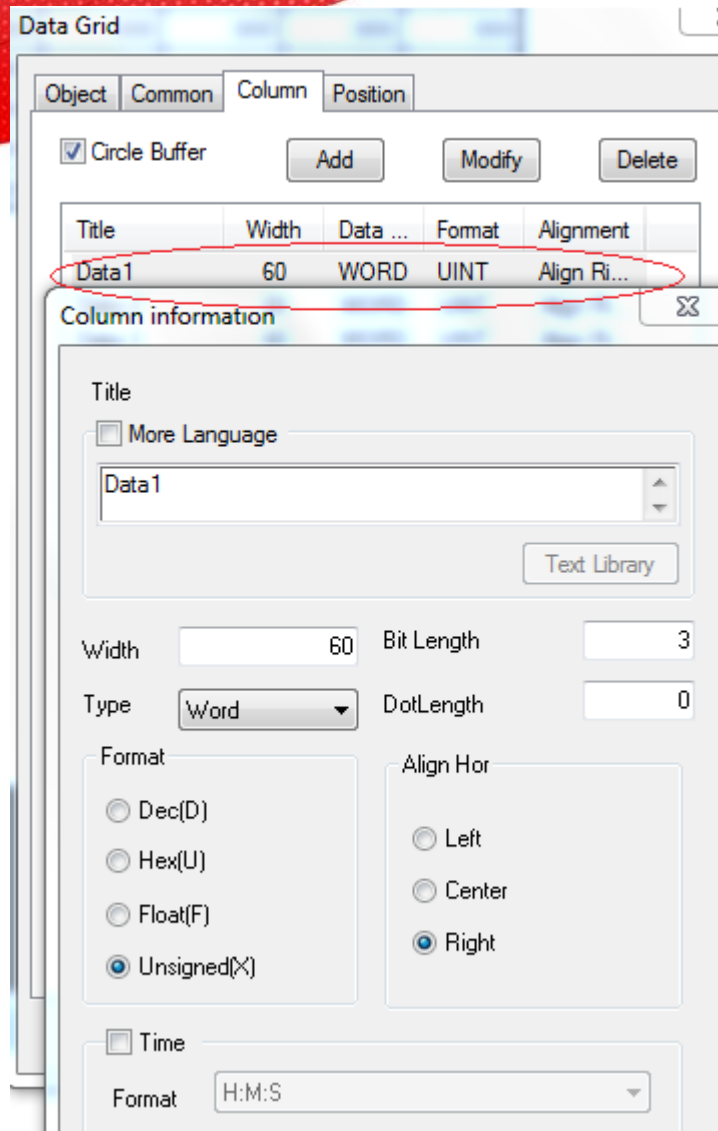 Data Grid
Object Common Column Position
Circle Buffer Add Modify Delete
Title Width Data ... Format Alignment
Data1 60 WORD UINT Align Ri...
Column information
Title
More Language
Data1
Text Library
Width 60 Bit Length 3
Type Word DotLength 0
Format Align Hor
Dec(D)
Left
Hex(U)
Center
Float(F)
Right
Unsigned(X)
Time
Format H:M:S